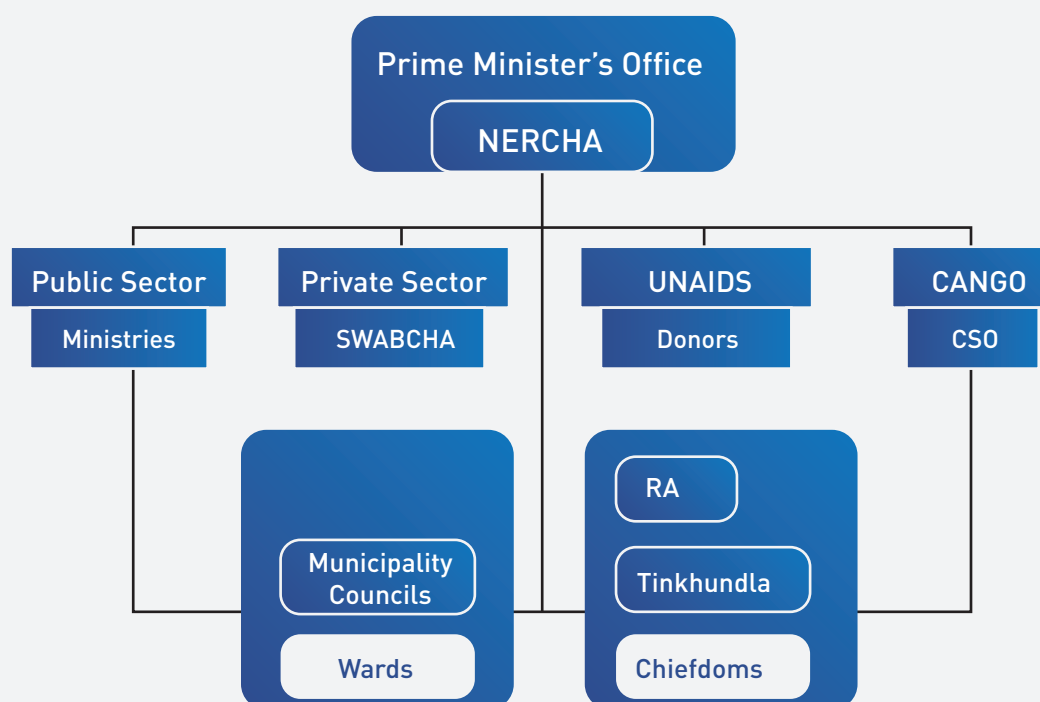 Prime Minister’s Office
NERCHA
Public Sector
Ministries
Private Sector
SWABCHA
UNAIDS
Donors
CANGO
CSO
Municipality
Councils
Wards
RA
Tinkhundla
Chiefdoms